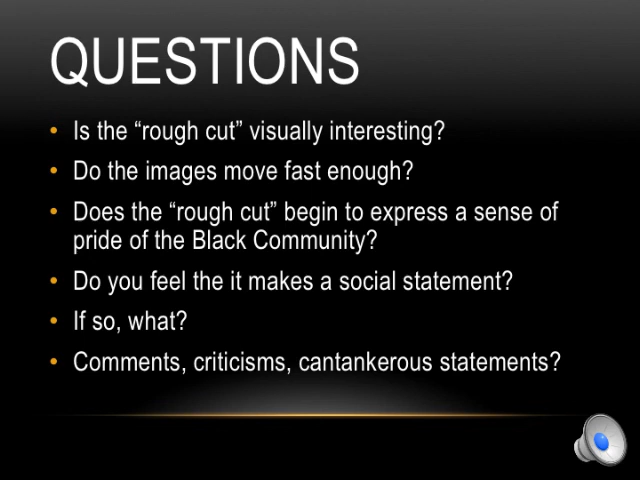 QUESTIONS
• Is the “rough cut” visually interesting?
• Do the images move fast enough?
• Does the “rough cut” begin to express a sense of
pride of the Black Community?
• Do you feel the it makes a social statement?
• If so, what?
• Comments, criticisms, cantankerous statements?